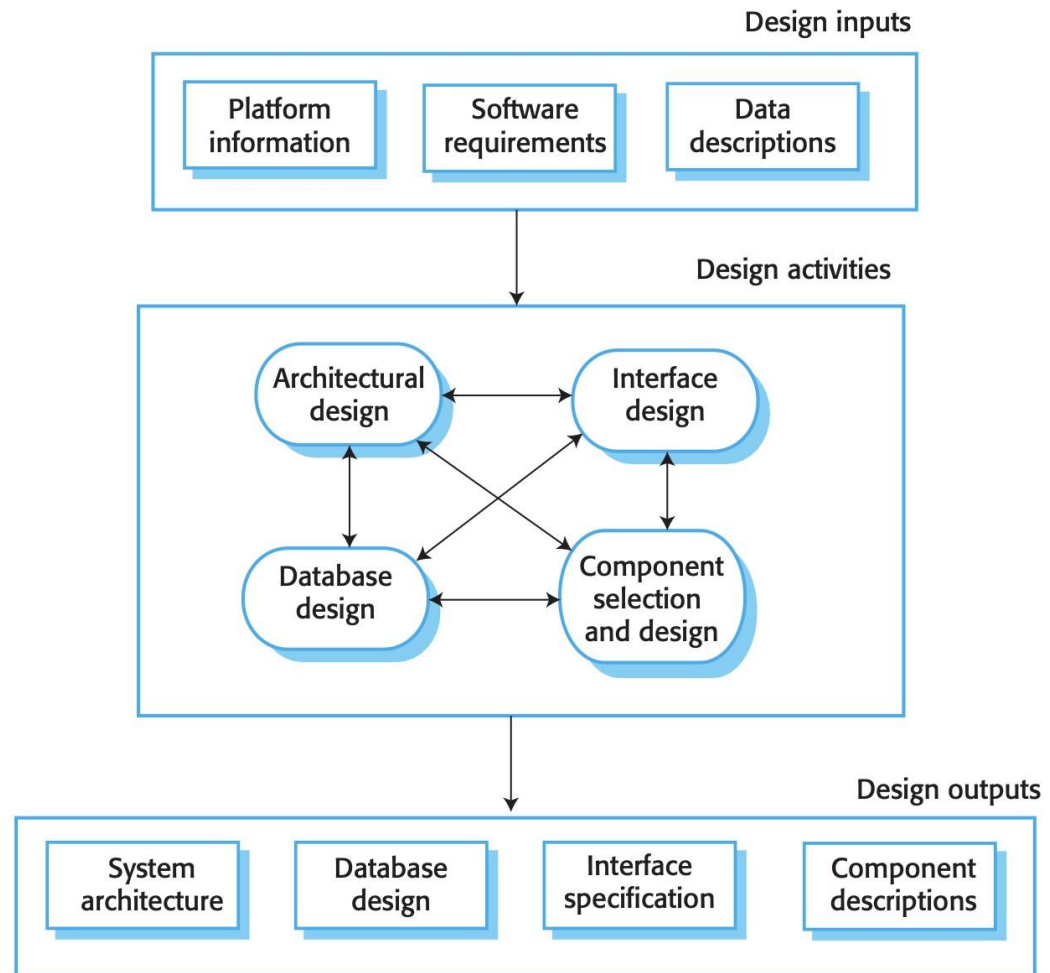 Design inputs
Platform
information
Software
requirements
Data
descriptions
Design activities
Architectural
design
Interface
design
Database
design
Component
selection
and design
Design outputs
System
architecture
Database
design
Interface
specification
Component
descriptions